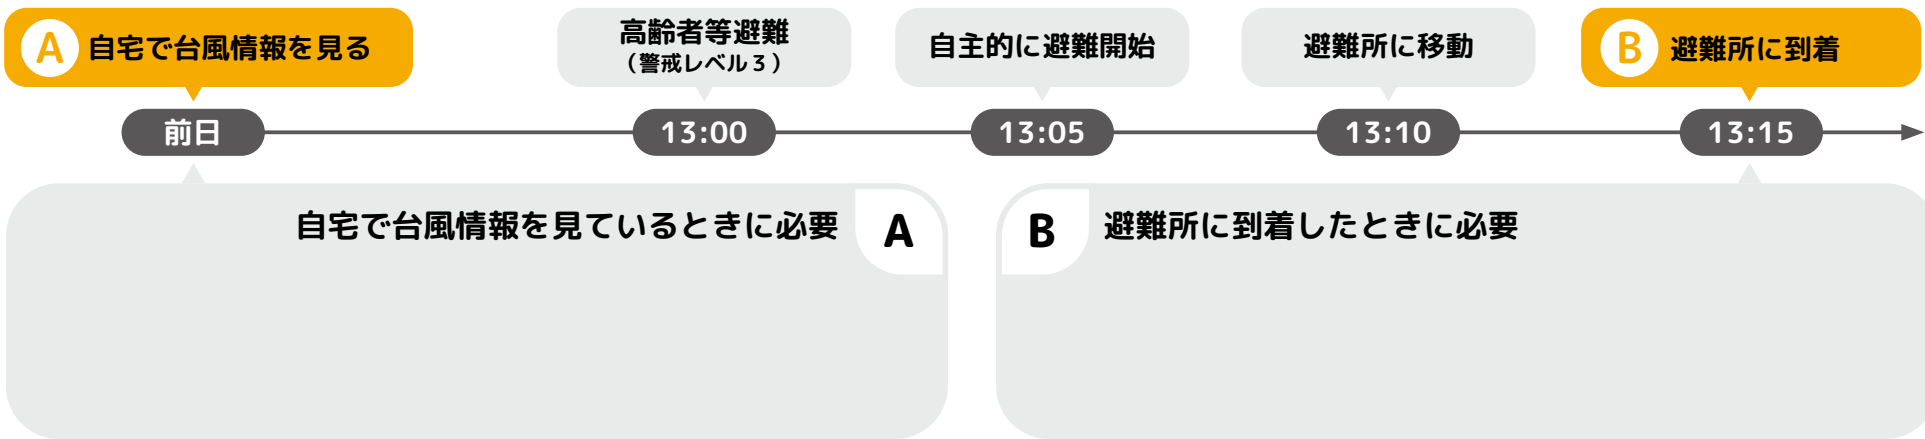 A 自宅で台風情報を見る
高齢者等避難
（警戒レベル３）
自主的に避難開始
避難所に移動
B 避難所に到着
前日
13:00
13:05
13:10
13:15
自宅で台風情報を見ているときに必要 A
B 避難所に到着したときに必要